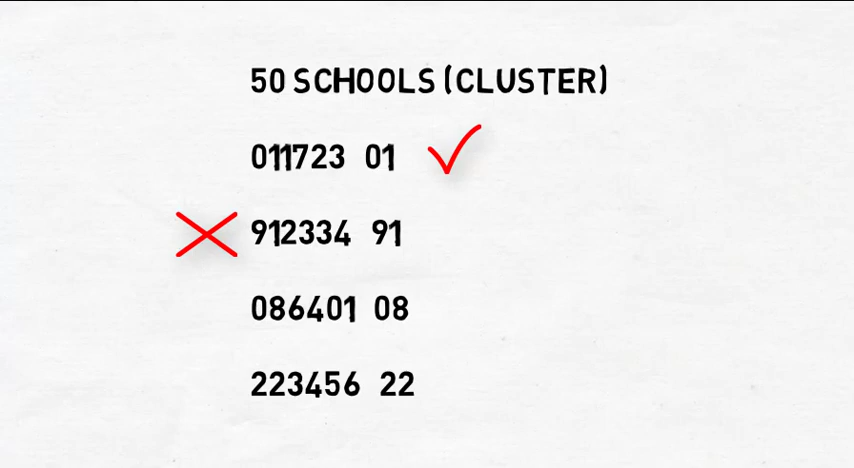 50 SCHOOLS (CLUSTER)
011723 01
912334 91
086401 08
223456 22